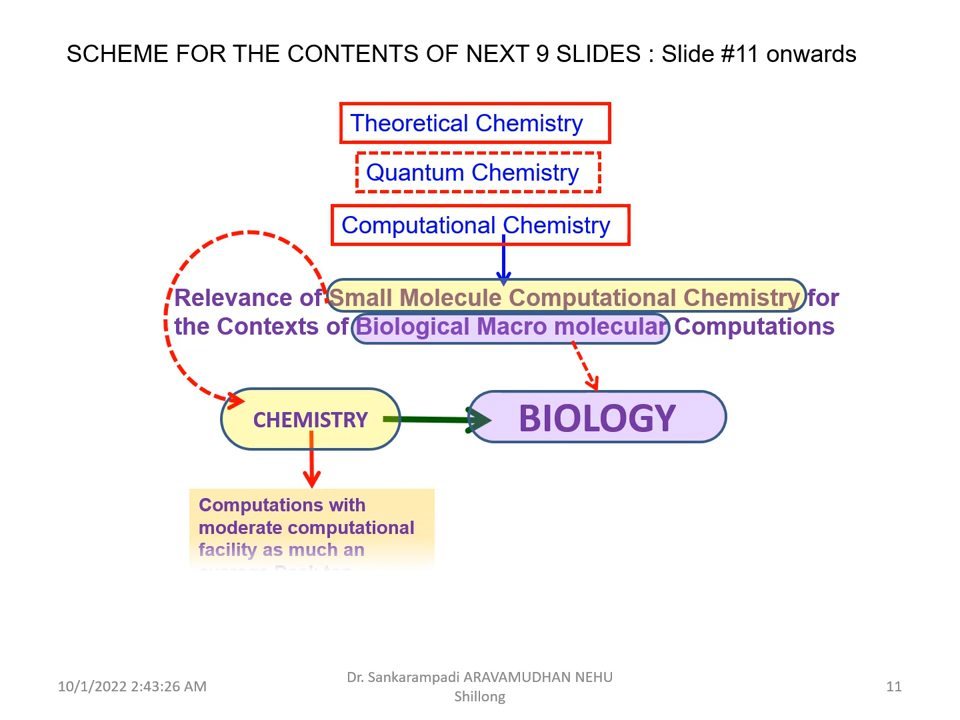 SCHEME FOR THE CONTENTS OF NEXT 9 SLIDES : Slide #11 onwards
Theoretical Chemistry
Quantum Chemistry
Computational Chemistry
Relevance of Small Molecule Computational Chemistry for
the Contexts of Biological Macro molecular Computations
CHEMISTRY
BIOLOGY
Computations with
moderate computational
facility as much an
10/1/2022 2:43:26 AM
Dr. Sankarampadi ARAVAMUDHAN NEHU
Shillong
11